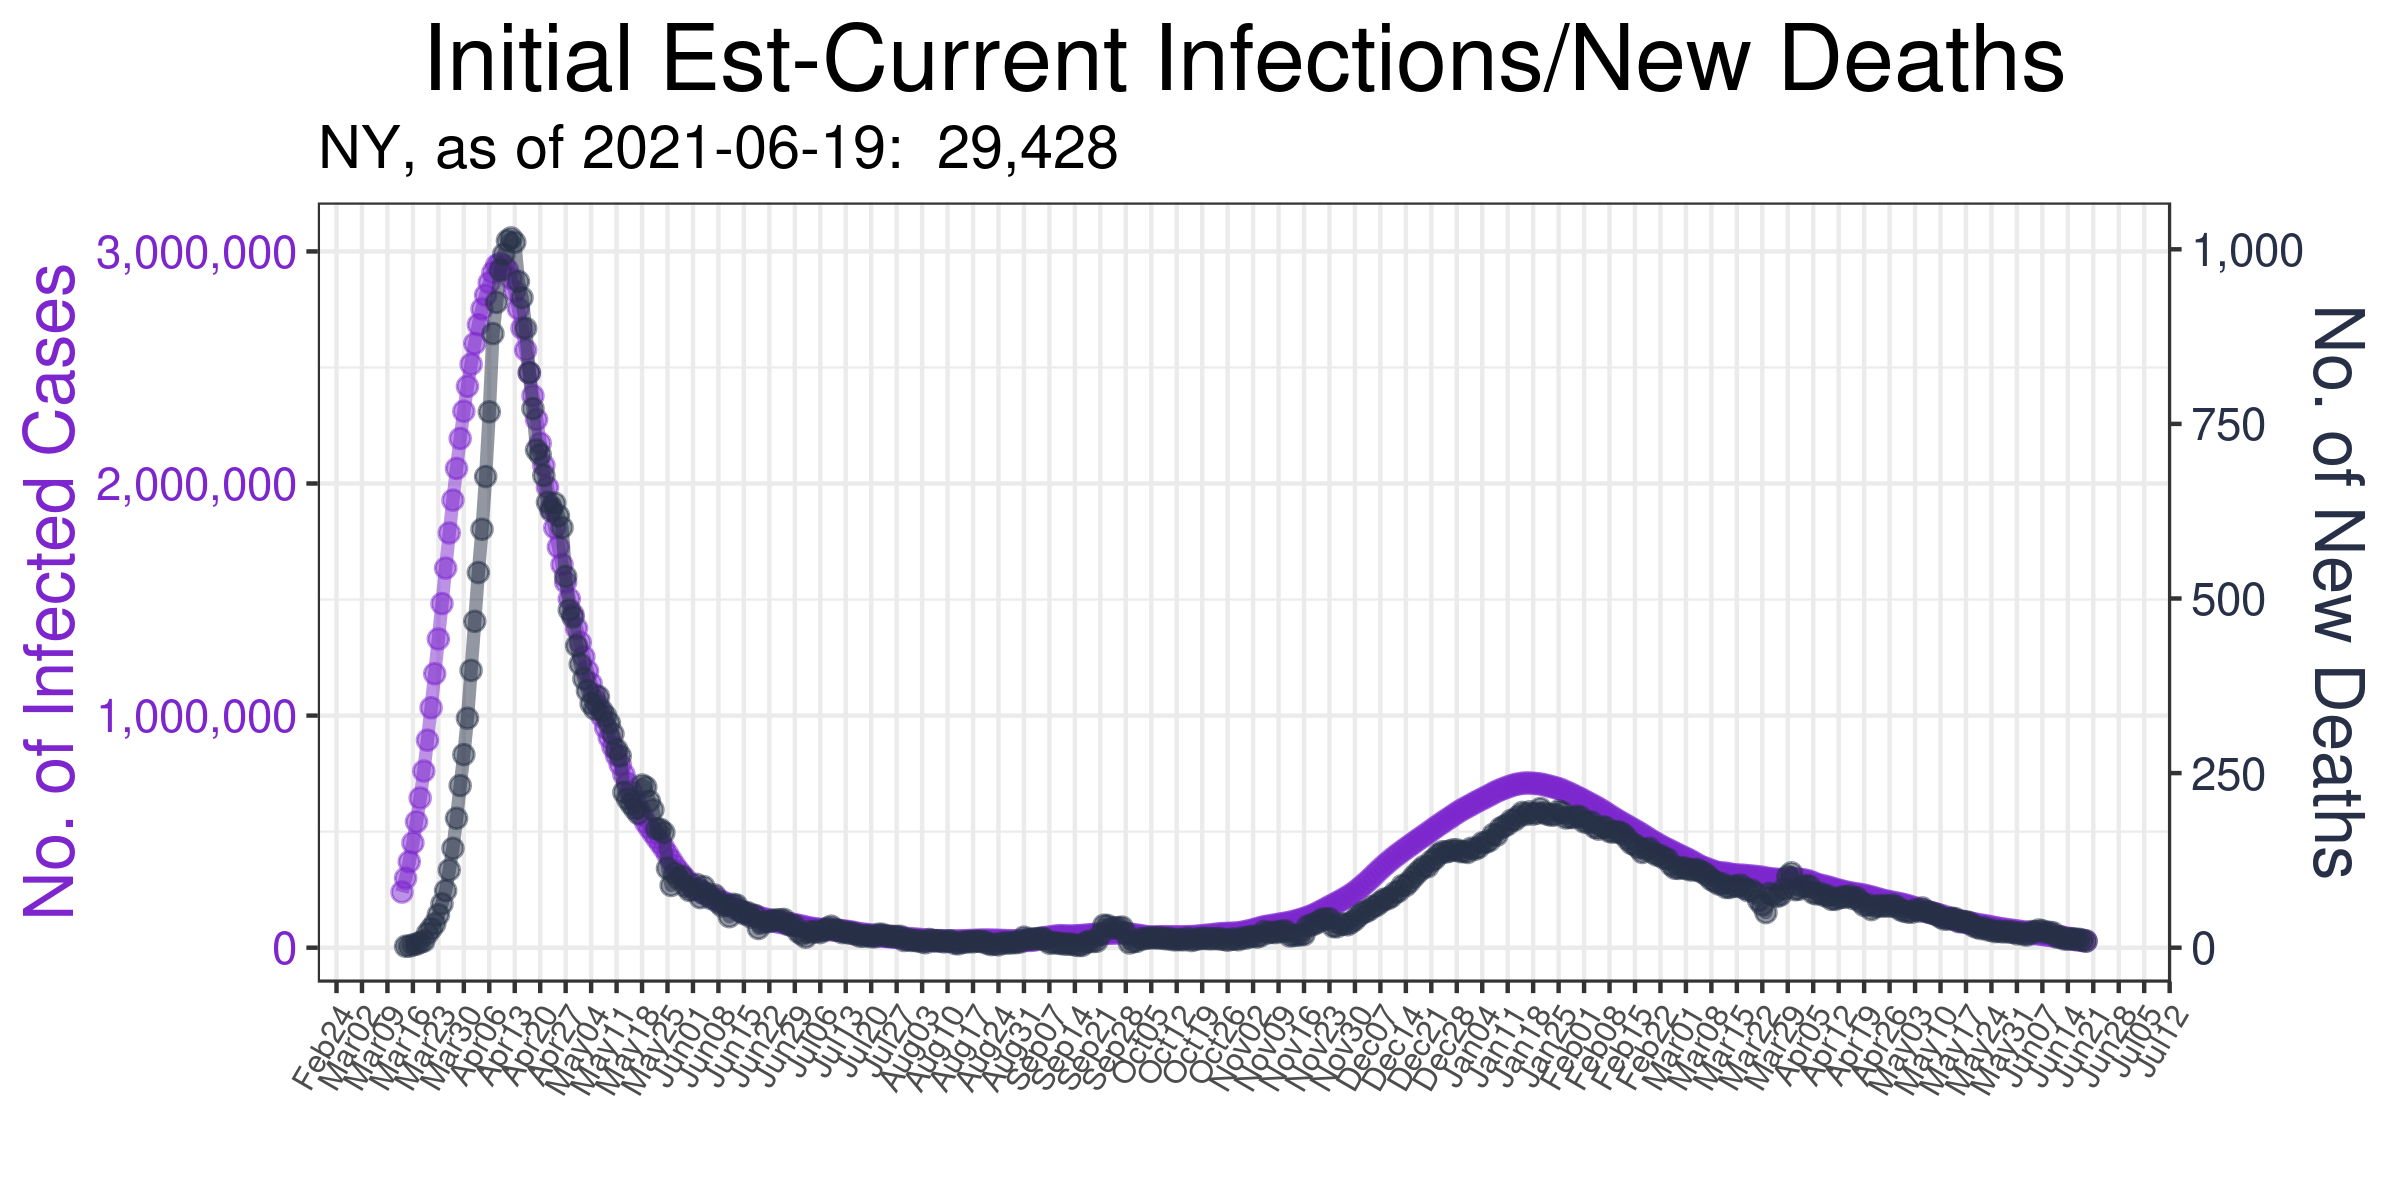 Initial Est-Current Infections/New Deaths
NY, as of 2021-06-19:  29,428
No. of Infected Cases
3,000,000
2,000,000
1,000,000
0
1,000
750
500
250
0
No. of New Deaths
Feb24
Mar02
Mar09
Mar16
Mar23
Mar30
Apr06
Apr13
Apr20
Apr27
May04
May11
May18
May25
Jun01
Jun08
Jun15
Jun22
Jun29
Jul06
Jul13
Jul20
Jul27
Aug03
Aug10
Aug17
Aug24
Aug31
Sep07
Sep14
Sep21
Sep28
Oct05
Oct12
Oct19
Oct26
Nov02
Nov09
Nov16
Nov23
Nov30
Dec07
Dec14
Dec21
Dec28
Jan04
Jan11
Jan18
Jan25
Feb01
Feb08
Feb15
Feb22
Mar01
Mar08
Mar15
Mar22
Mar29
Apr05
Apr12
Apr19
Apr26
May03
May10
May17
May24
May31
Jun07
Jun14
Jun21
Jun28
Jul05
Jul12